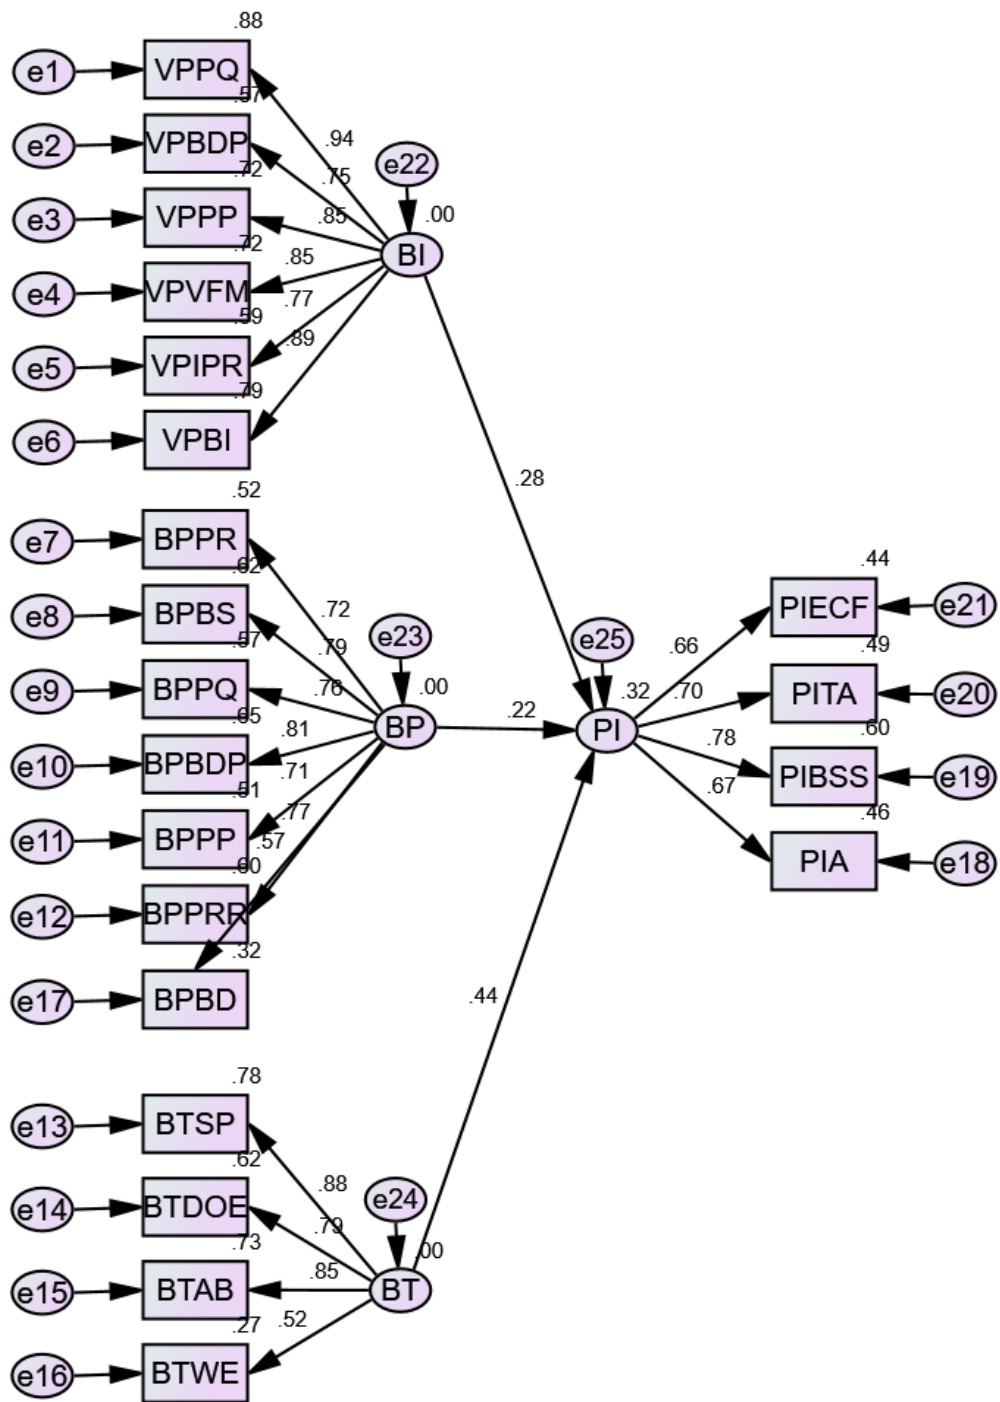 .88
e1 VPPQ
.57
.94
e2 VPBDP
.75
e22
.72
e3 VPPP
.85
.00
.72
BI
.85
e4 VPVFM
.77
.59
.89
e5 VPIPR
.79
e6 VPBI
.28
.52
e7 BPPR
.62
.44
e8 BPBS
.72
e23
e25
PIECF e21
.57
.79
.66
.49
e9 BPPQ
.76
.00
.32
.70
PITA e20
.65
.81
BP
.22
PI
.78
.60
e10 BPBDP
.71
.67
PIBSS e19
.51
.77
.46
e11 BPPP
.57
PIA e18
.60
e12 BPPRR
.32
e17 BPBD
.44
.78
e13 BTSP
.62
.88
e24
e14 BTDOE
.79
.73
.00
.85
e15 BTAB
BT
.27
.52
e16 BTWE